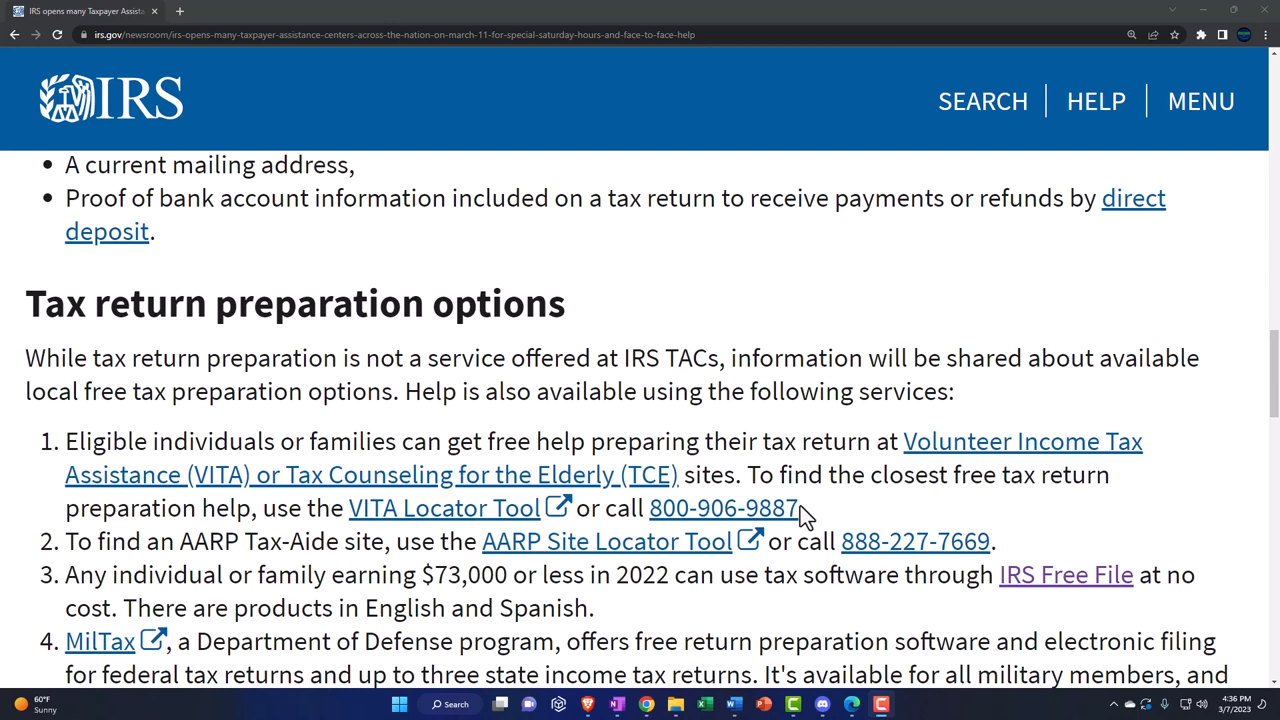 IRS opens many Taxpayer Assista
irs.gov/newsroom/irs-opens-many-taxpayer-assistance-centers-across-the-nation-on-march-11-for-special-saturday-hours-and-face-to-face-help
IRS
SEARCH
HELP
MENU
• A current mailing address,
• Proof of bank account information included on a tax return to receive payments or refunds by direct
deposit.
Tax return preparation options
While tax return preparation is not a service offered at IRS TACs, information will be shared about available
local free tax preparation options. Help is also available using the following services:
1. Eligible individuals or families can get free help preparing their tax return at Volunteer Income Tax
Assistance (VITA) or Tax Counseling for the Elderly (TCE) sites. To find the closest free tax return
preparation help, use the VITA Locator Tool or call 800-906-9887
2. To find an AARP Tax-Aide site, use the AARP Site Locator Tool or call 888-227-7669.
3. Any individual or family earning $73,000 or less in 2022 can use tax software through IRS Free File at no
cost. There are products in English and Spanish.
4. MilTax, a Department of Defense program, offers free return preparation software and electronic filing
for federal tax returns and up to three state income tax returns. It's available for all military members, and
60°F
Sunny
Search
4:36 PM
3/7/2023